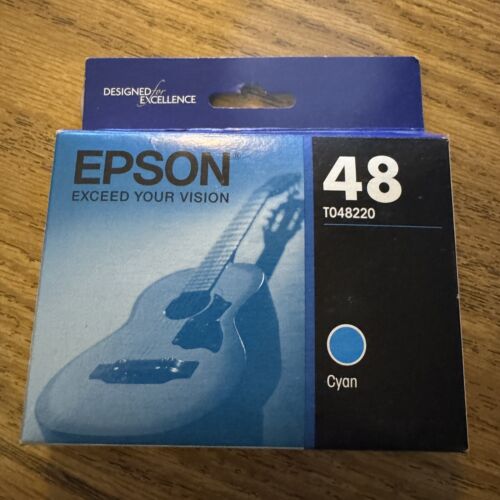 DESIGNED for
EXCELLENCE
EPSON®
EXCEED YOUR VISION
48
T048220
Cyan